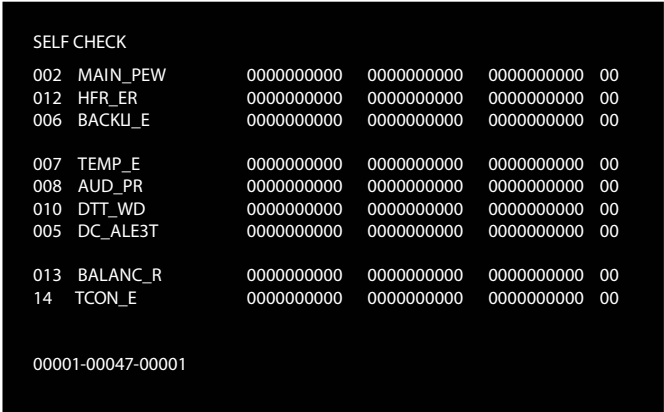 SELF CHECK
002 MAIN_PEW 0000000000 0000000000 0000000000 00
012 HFR_ER 0000000000 0000000000 0000000000 00
006 BACKLI_E 0000000000 0000000000 0000000000 00
007 TEMP_E 0000000000 0000000000 0000000000 00
008 AUD_PR 0000000000 0000000000 0000000000 00
010 DTT_WD 0000000000 0000000000 0000000000 00
005 DC_ALE3T 0000000000 0000000000 0000000000 00
013 BALANC_R 0000000000 0000000000 0000000000 00
14 TCON_E 0000000000 0000000000 0000000000 00
00001-00047-00001